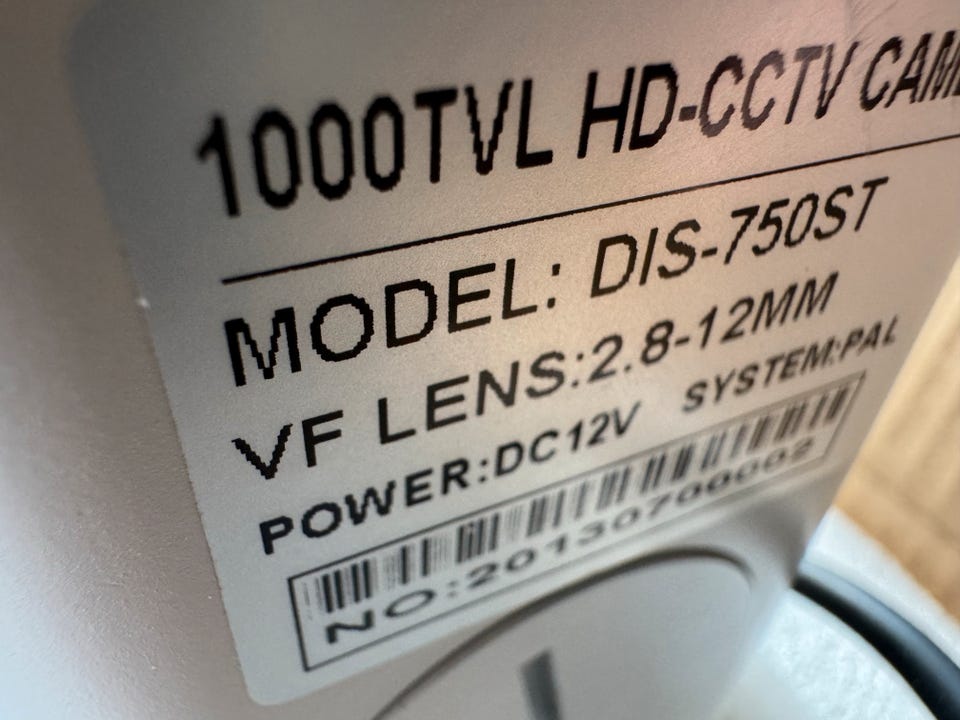 1000TVL HD-CCTV
MODEL: DIS-750ST
VF LENS:2.8-12MM
POWER:DC12V SYSTEM:PAL
NO:20130700002